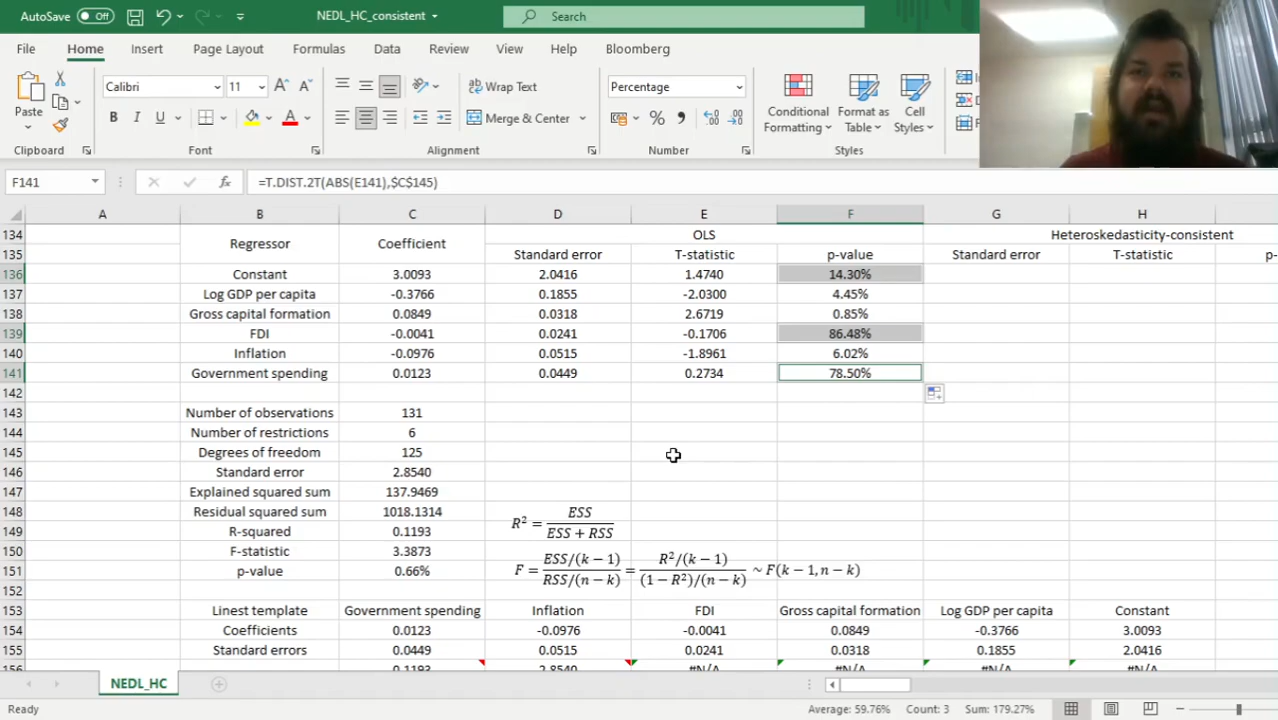 AutoSave Off NEDL_HC_consistent Search
File Home Insert Page Layout Formulas Data Review View Help Bloomberg
Paste Calibri 11 Wrap Text Merge & Center Percentage Conditional Formatting Format as Table Cell Styles
Clipboard Font Alignment Number Styles
F141 =T.DIST.2T(ABS(E141),$C$145)
A B C D E F G H
134 Regressor Coefficient OLS Heteroskedasticity-consistent
135 Standard error T-statistic p-value Standard error T-statistic p-
136 Constant 3.0093 2.0416 1.4740 14.30%
137 Log GDP per capita -0.3766 0.1855 -2.0300 4.45%
138 Gross capital formation 0.0849 0.0318 2.6719 0.85%
139 FDI -0.0041 0.0241 -0.1706 86.48%
140 Inflation -0.0976 0.0515 -1.8961 6.02%
141 Government spending 0.0123 0.0449 0.2734 78.50%
142
143 Number of observations 131
144 Number of restrictions 6
145 Degrees of freedom 125
146 Standard error 2.8540
147 Explained squared sum 137.9469
148 Residual squared sum 1018.1314
149 R-squared 0.1193 R² = ESS / (ESS + RSS)
150 F-statistic 3.3873
151 p-value 0.66% F = ESS/(k − 1) / RSS/(n − k) = R²/(k − 1) / (1 − R²)/(n − k) ~ F(k − 1, n − k)
152
153 Linest template Government spending Inflation FDI Gross capital formation Log GDP per capita Constant
154 Coefficients 0.0123 -0.0976 -0.0041 0.0849 -0.3766 3.0093
155 Standard errors 0.0449 0.0515 0.0241 0.0318 0.1855 2.0416
156 0.1193 2.8540 #N/A #N/A #N/A #N/A
NEDL_HC
Ready Average: 59.76% Count: 3 Sum: 179.27%